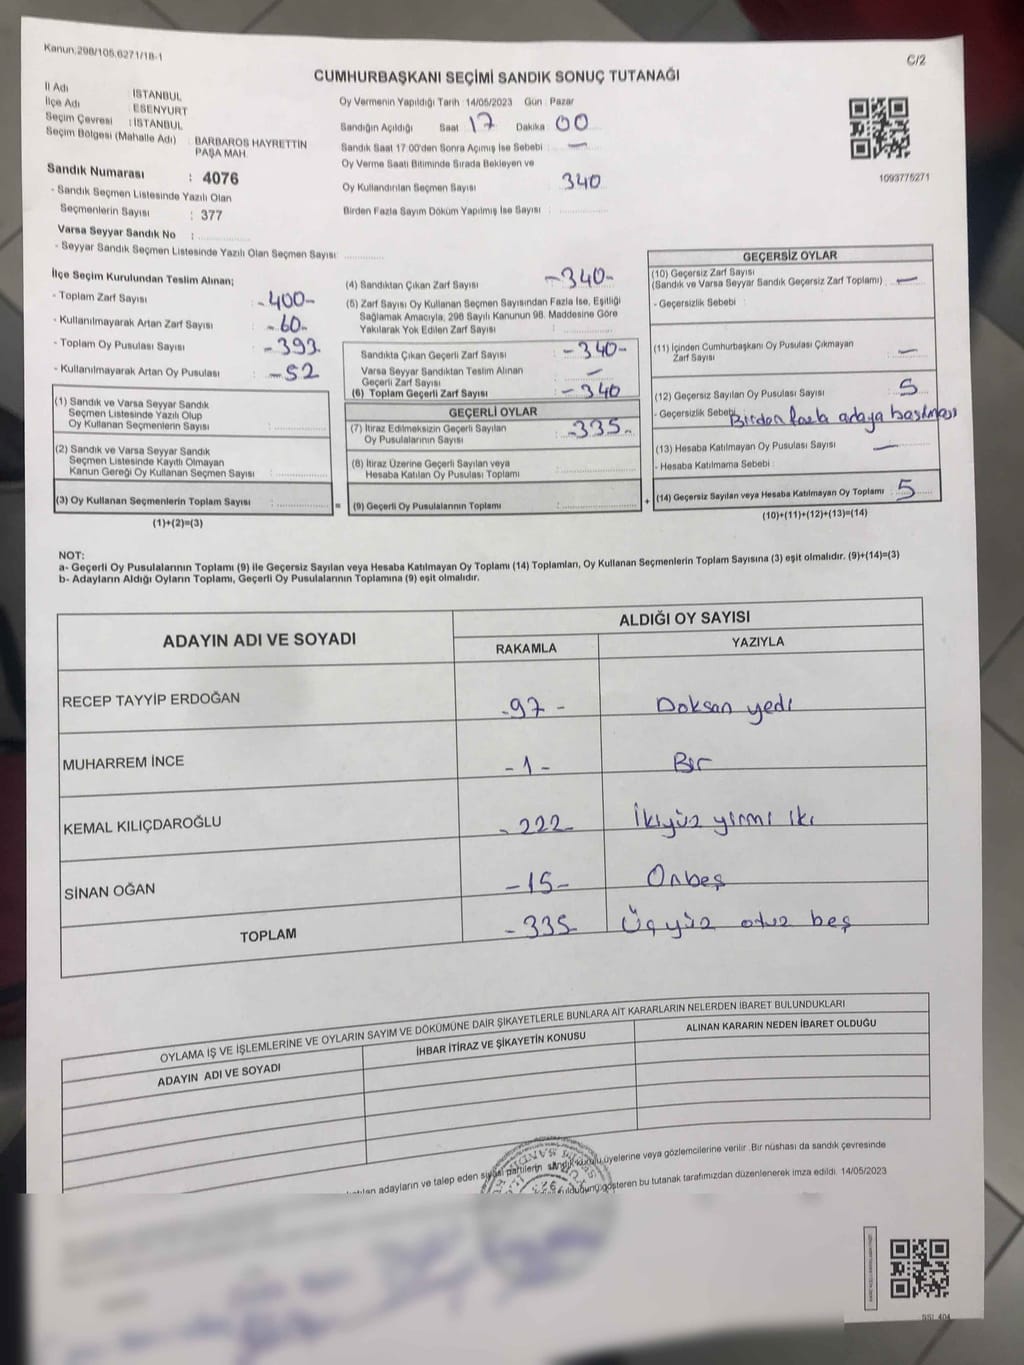 Kanun:298/105,6271/18-1
C/2
CUMHURBAŞKANI SEÇİMİ SANDIK SONUÇ TUTANAĞI
İl Adı : İSTANBUL
İlçe Adı : ESENYURT
Seçim Çevresi : İSTANBUL
Seçim Bölgesi (Mahalle Adı) : BARBAROS HAYRETTİN PAŞA MAH.
Sandık Numarası : 4076
- Sandık Seçmen Listesinde Yazılı Olan
Seçmenlerin Sayısı : 377
Varsa Seyyar Sandık No :
- Seyyar Sandık Seçmen Listesinde Yazılı Olan Seçmen Sayısı:
Oy Vermenin Yapıldığı Tarih : 14/05/2023 Gün : Pazar
Sandığın Açıldığı Saat 17 Dakika : 00
Sandık Saat 17.00'den Sonra Açılmış İse Sebebi : —
Oy Verme Saati Bitiminde Sırada Bekleyen ve
Oy Kullandırılan Seçmen Sayısı : 340
Birden Fazla Sayım Döküm Yapılmış İse Sayısı :
1093775271
İlçe Seçim Kurulundan Teslim Alınan;
- Toplam Zarf Sayısı : -400-
- Kullanılmayarak Artan Zarf Sayısı : -60-
- Toplam Oy Pusulası Sayısı : -393-
- Kullanılmayarak Artan Oy Pusulası : -52
(1) Sandık ve Varsa Seyyar Sandık
Seçmen Listesinde Yazılı Olup
Oy Kullanan Seçmenlerin Sayısı :
(2) Sandık ve Varsa Seyyar Sandık
Seçmen Listesinde Kayıtlı Olmayan
Kanun Gereği Oy Kullanan Seçmen Sayısı :
(3) Oy Kullanan Seçmenlerin Toplam Sayısı :
(1)+(2)=(3)
(4) Sandıktan Çıkan Zarf Sayısı : -340-
(5) Zarf Sayısı Oy Kullanan Seçmen Sayısından Fazla İse, Eşitliği
Sağlamak Amacıyla, 298 Sayılı Kanunun 98. Maddesine Göre
Yakılarak Yok Edilen Zarf Sayısı :
Sandıkta Çıkan Geçerli Zarf Sayısı : -340-
Varsa Seyyar Sandıktan Teslim Alınan
Geçerli Zarf Sayısı : —
(6) Toplam Geçerli Zarf Sayısı : -340
=
GEÇERLİ OYLAR
(7) İtiraz Edilmeksizin Geçerli Sayılan
Oy Pusulalarının Sayısı : -335-
(8) İtiraz Üzerine Geçerli Sayılan veya
Hesaba Katılan Oy Pusulası Toplamı :
(9) Geçerli Oy Pusulalarının Toplamı :
+
GEÇERSİZ OYLAR
(10) Geçersiz Zarf Sayısı
(Sandık ve Varsa Seyyar Sandık Geçersiz Zarf Toplamı) : —
- Geçersizlik Sebebi :
(11) İçinden Cumhurbaşkanı Oy Pusulası Çıkmayan
Zarf Sayısı : —
(12) Geçersiz Sayılan Oy Pusulası Sayısı : 5
- Geçersizlik Sebebi Birden fazla adaya basılması
(13) Hesaba Katılmayan Oy Pusulası Sayısı : —
- Hesaba Katılmama Sebebi :
(14) Geçersiz Sayılan veya Hesaba Katılmayan Oy Toplamı : 5
(10)+(11)+(12)+(13)=(14)
NOT:
a- Geçerli Oy Pusulalarının Toplamı (9) ile Geçersiz Sayılan veya Hesaba Katılmayan Oy Toplamı (14) Toplamları, Oy Kullanan Seçmenlerin Toplam Sayısına (3) eşit olmalıdır. (9)+(14)=(3)
b- Adayların Aldığı Oyların Toplamı, Geçerli Oy Pusulalarının Toplamına (9) eşit olmalıdır.
ADAYIN ADI VE SOYADI
ALDIĞI OY SAYISI
RAKAMLA YAZIYLA
RECEP TAYYİP ERDOĞAN -97- Doksan yedi
MUHARREM İNCE -1- Bir
KEMAL KILIÇDAROĞLU -222- İkiyüz yirmi iki
SİNAN OĞAN -15- Onbeş
TOPLAM -335- Üçyüz otuz beş
OYLAMA İŞ VE İŞLEMLERİNE VE OYLARIN SAYIM VE DÖKÜMÜNE DAİR ŞİKAYETLERLE BUNLARA AİT KARARLARIN NELERDEN İBARET BULUNDUKLARI
ADAYIN ADI VE SOYADI İHBAR İTİRAZ VE ŞİKAYETİN KONUSU ALINAN KARARIN NEDEN İBARET OLDUĞU
adayların ve talep eden siyasi partilerin sandık kurulu üyelerine veya gözlemcilerine verilir. Bir nüshası da sandık çevresinde
olduğunu gösteren bu tutanak tarafımızdan düzenlenerek imza edildi. 14/05/2023